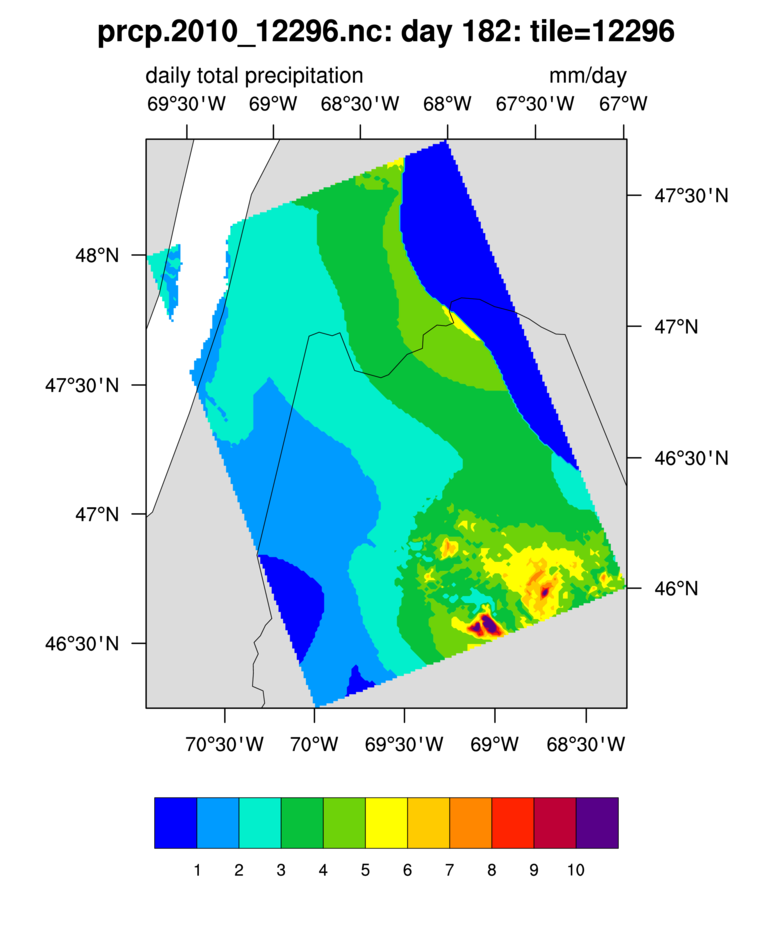 prcp.2010_12296.nc: day 182: tile=12296
daily total precipitation mm/day
69°30'W 69°W 68°30'W 68°W 67°30'W 67°W
47°30'N
48°N
47°N
47°30'N
46°30'N
47°N
46°N
46°30'N
70°30'W 70°W 69°30'W 69°W 68°30'W
1 2 3 4 5 6 7 8 9 10